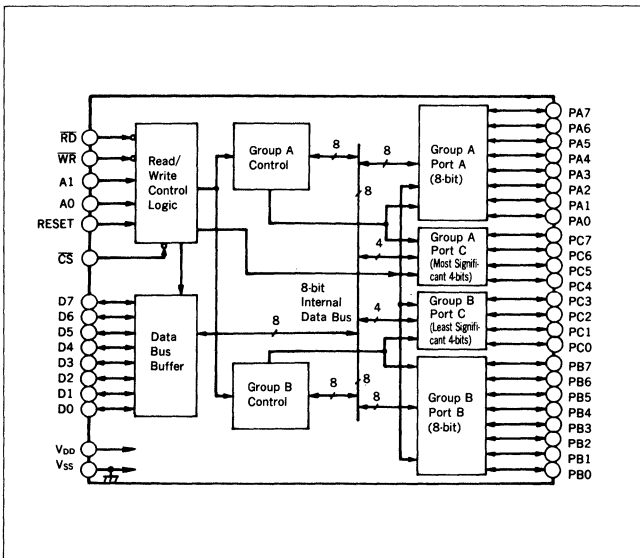 RD
WR
A1
A0
RESET
CS
D7
D6
D5
D4
D3
D2
D1
D0
VDD
VSS
Read/
Write
Control
Logic
Data
Bus
Buffer
Group A
Control
Group B
Control
8
8
8
4
8-bit
Internal
Data Bus
8
4
8
8
8
Group A
Port A
(8-bit)
Group A
Port C
(Most Signifi-
cant 4-bits)
Group B
Port C
(Least Signifi-
cant 4-bits)
Group B
Port B
(8-bit)
PA7
PA6
PA5
PA4
PA3
PA2
PA1
PA0
PC7
PC6
PC5
PC4
PC3
PC2
PC1
PC0
PB7
PB6
PB5
PB4
PB3
PB2
PB1
PB0